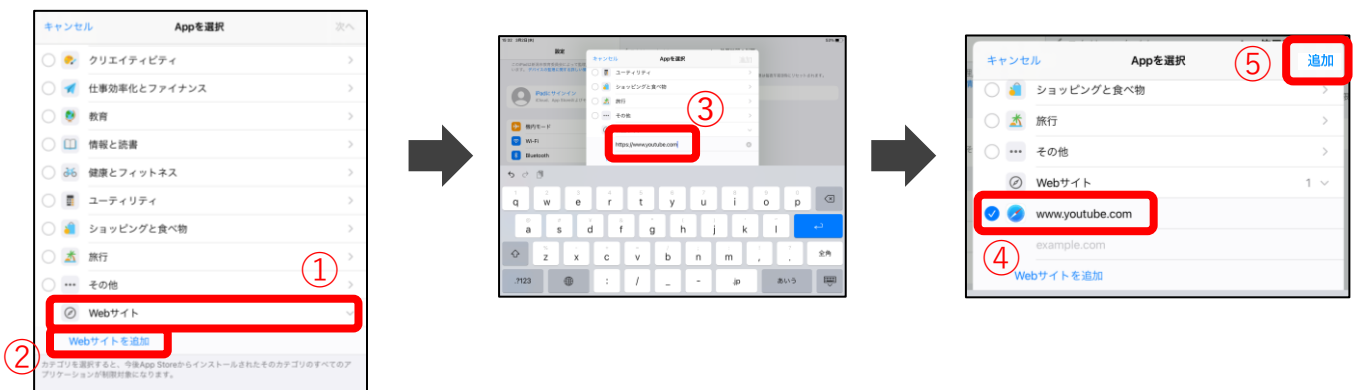 キャンセル Appを選択 次へ
クリエイティビティ
仕事効率化とファイナンス
教育
情報と読書
健康とフィットネス
ユーティリティ
ショッピングと食べ物
旅行
①
その他
Webサイト
②
Webサイトを追加
カテゴリを選択すると、今後App Storeからインストールされたそのカテゴリのすべてのア
プリケーションが制限対象になります。
設定
キャンセル Appを選択
ユーティリティ
ショッピングと食べ物
旅行
その他
③
https://www.youtube.com
機内モード
Wi-Fi
Bluetooth
q w e r t y u i o p
a s d f g h j k l
z x c v b n m , . 全角
.?123 : / _ - .jp あいう
キャンセル Appを選択 ⑤ 追加
ショッピングと食べ物
旅行
その他
Webサイト 1
www.youtube.com
④
example.com
Webサイトを追加